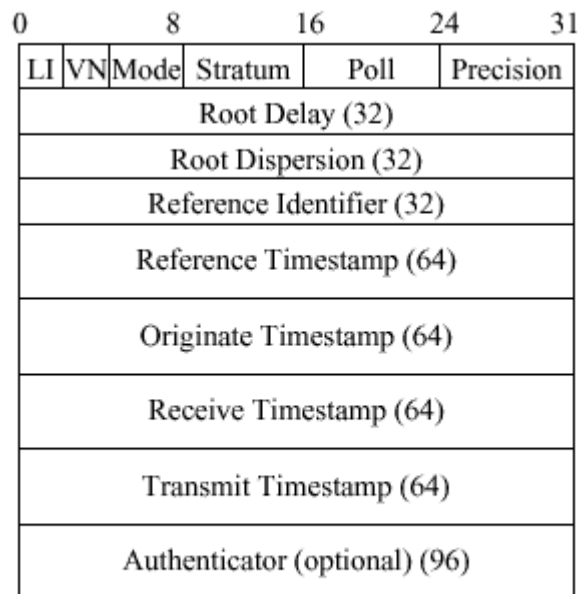 0 8 16 24 31
LI VN Mode Stratum Poll Precision
Root Delay (32)
Root Dispersion (32)
Reference Identifier (32)
Reference Timestamp (64)
Originate Timestamp (64)
Receive Timestamp (64)
Transmit Timestamp (64)
Authenticator (optional) (96)